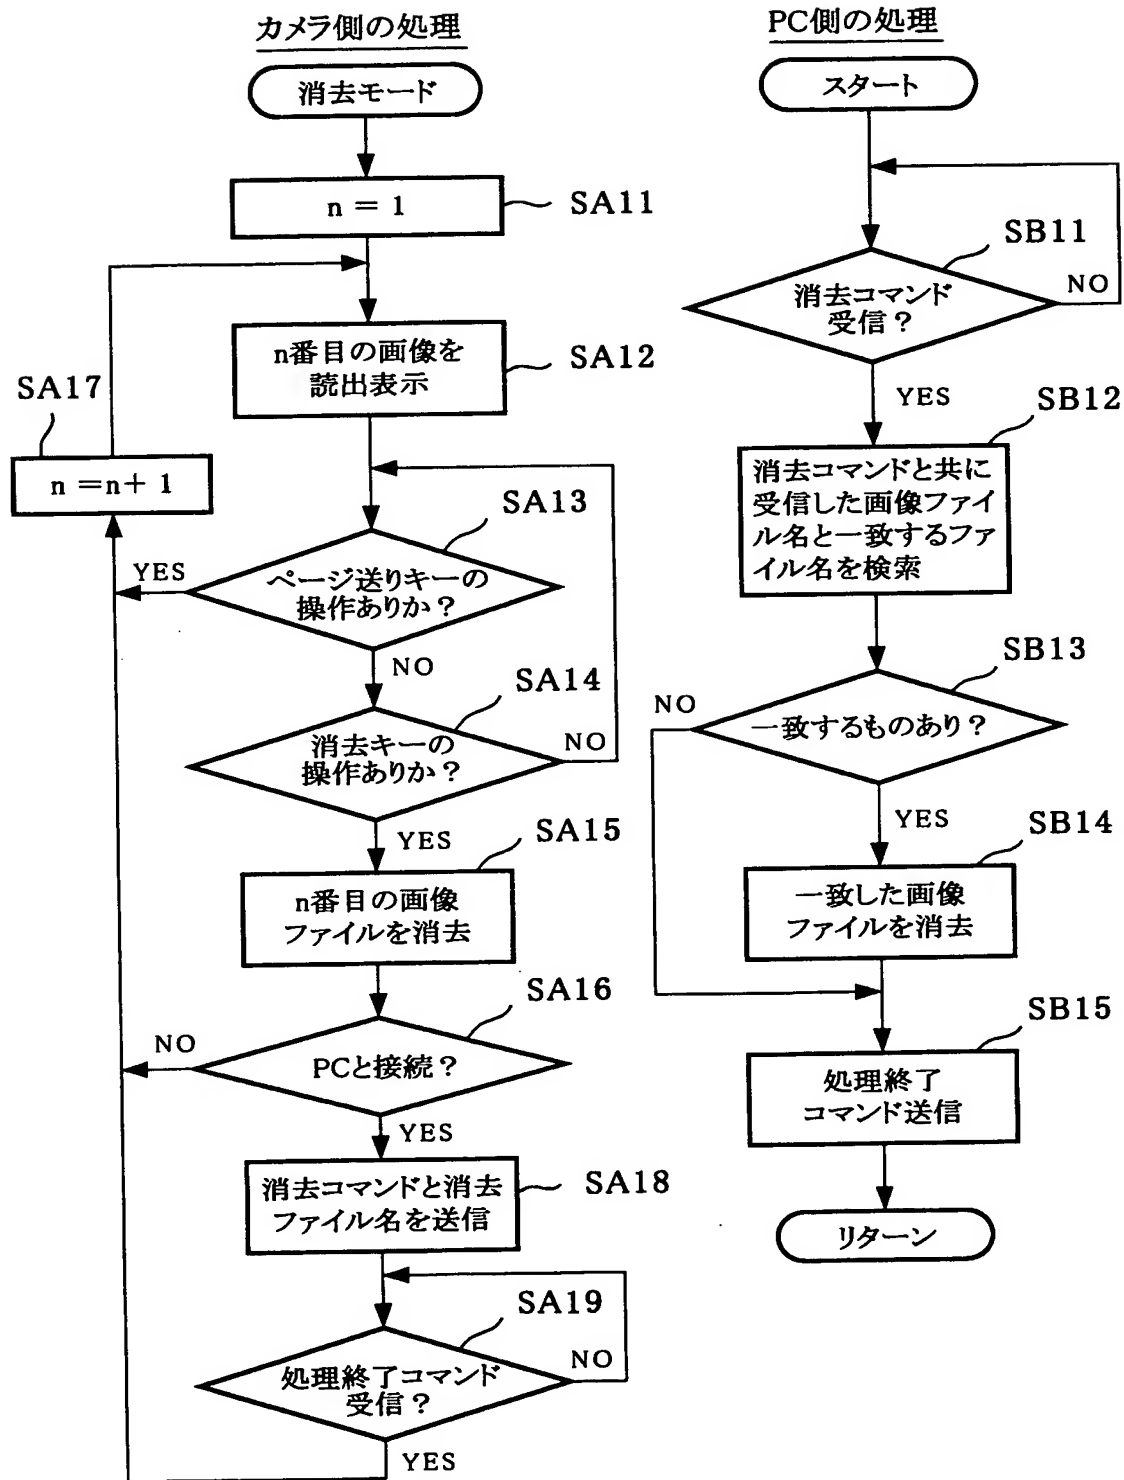 カメラ側の処理
消去モード
n = 1
SA11
n番目の画像を
読出表示
SA12
SA17
n =n+ 1
SA13
YES
ページ送りキーの
操作ありか？
NO
SA14
消去キーの
操作ありか？
NO
YES
SA15
n番目の画像
ファイルを消去
SA16
NO
PCと接続？
YES
消去コマンドと消去
ファイル名を送信
SA18
SA19
処理終了コマンド
受信？
NO
YES
PC側の処理
スタート
SB11
消去コマンド
受信？
NO
YES
SB12
消去コマンドと共に
受信した画像ファイ
ル名と一致するファ
イル名を検索
SB13
NO
一致するものあり？
YES
SB14
一致した画像
ファイルを消去
SB15
処理終了
コマンド送信
リターン